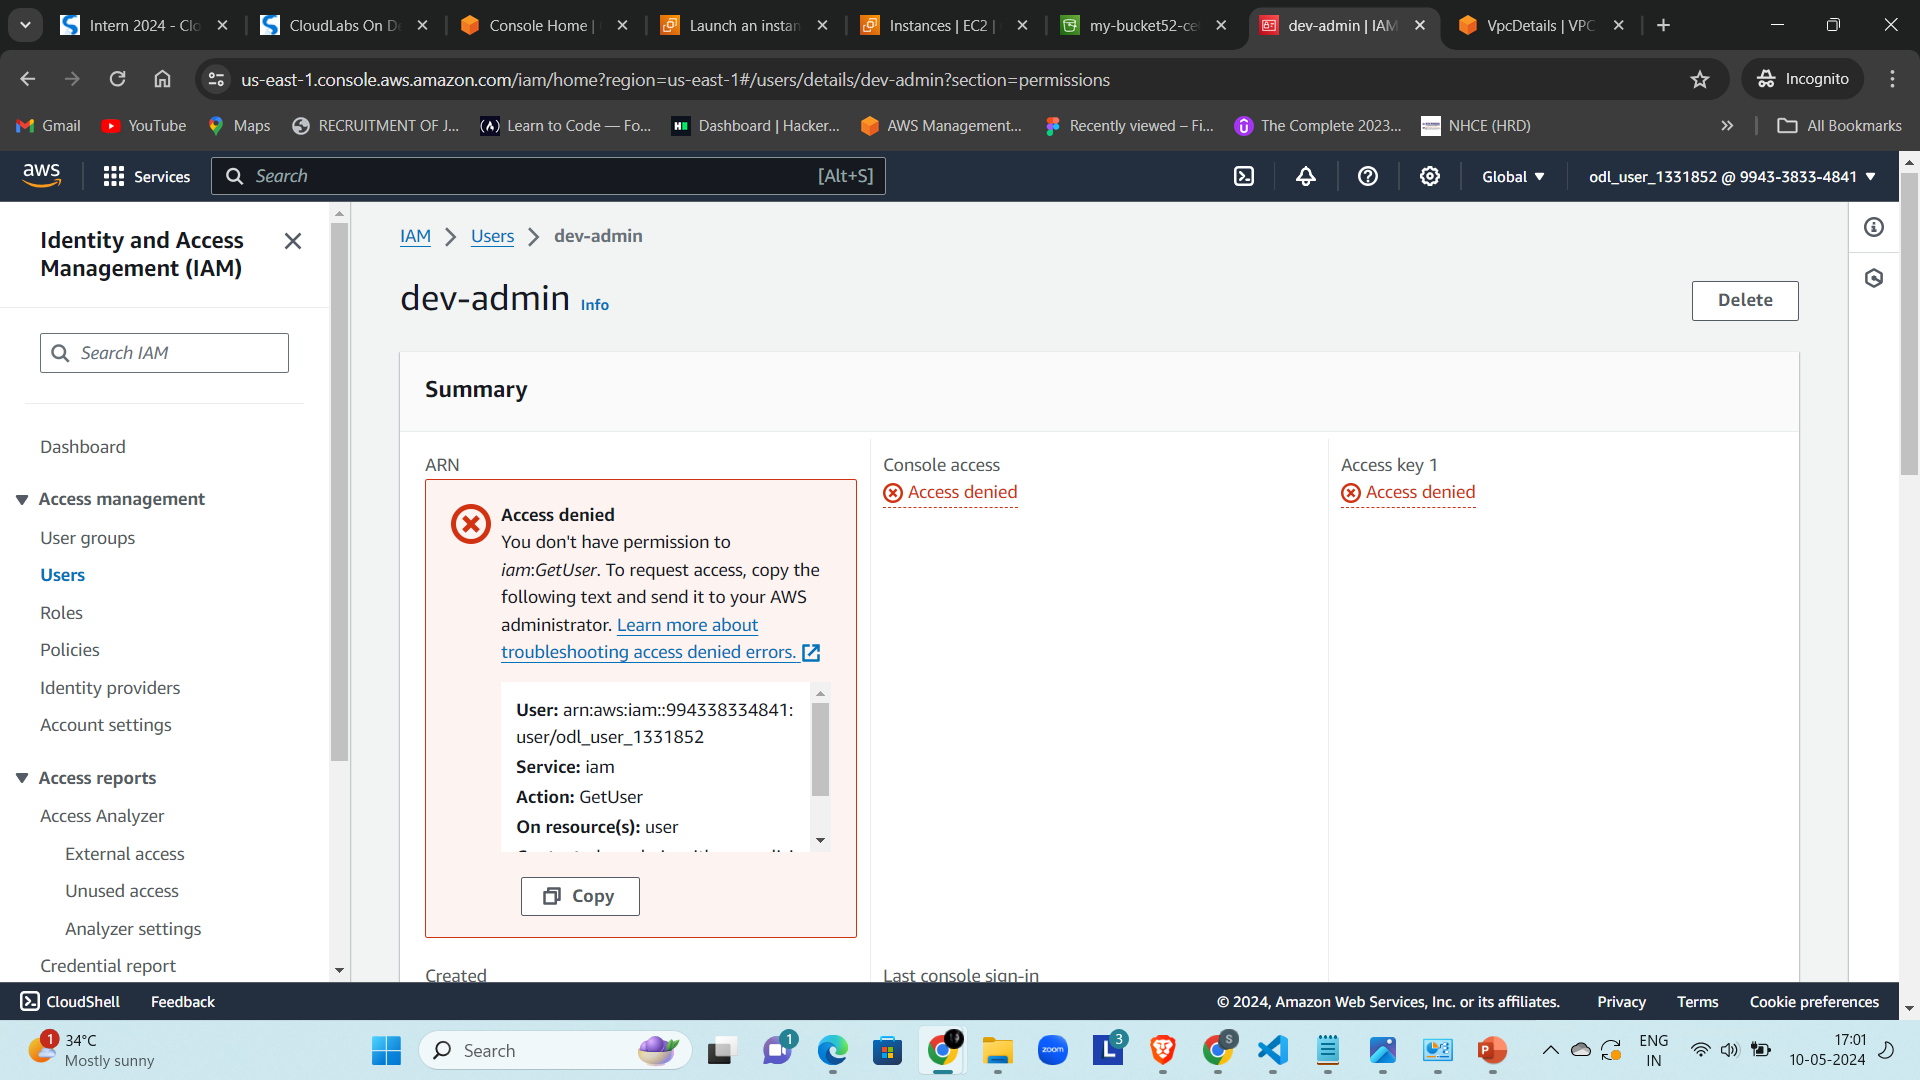 Intern 2024 - Clo
CloudLabs On De
Console Home |
Launch an instan
Instances | EC2 |
my-bucket52-ce
dev-admin | IAM
VpcDetails | VPC
us-east-1.console.aws.amazon.com/iam/home?region=us-east-1#/users/details/dev-admin?section=permissions
Incognito
Gmail
YouTube
Maps
RECRUITMENT OF J...
Learn to Code — Fo...
Dashboard | Hacker...
AWS Management...
Recently viewed – Fi...
The Complete 2023...
NHCE (HRD)
All Bookmarks
aws
Services
Search
[Alt+S]
Global
odl_user_1331852 @ 9943-3833-4841
Identity and Access
Management (IAM)
Search IAM
Dashboard
Access management
User groups
Users
Roles
Policies
Identity providers
Account settings
Access reports
Access Analyzer
External access
Unused access
Analyzer settings
Credential report
IAM
Users
dev-admin
dev-admin Info
Delete
Summary
ARN
Access denied
You don't have permission to
iam:GetUser. To request access, copy the
following text and send it to your AWS
administrator. Learn more about
troubleshooting access denied errors.
User: arn:aws:iam::994338334841:
user/odl_user_1331852
Service: iam
Action: GetUser
On resource(s): user
Copy
Console access
Access denied
Access key 1
Access denied
Created
Last console sign-in
CloudShell
Feedback
© 2024, Amazon Web Services, Inc. or its affiliates.
Privacy
Terms
Cookie preferences
1
34°C
Mostly sunny
Search
1
zoom
L
3
S
P
ENG
IN
17:01
10-05-2024